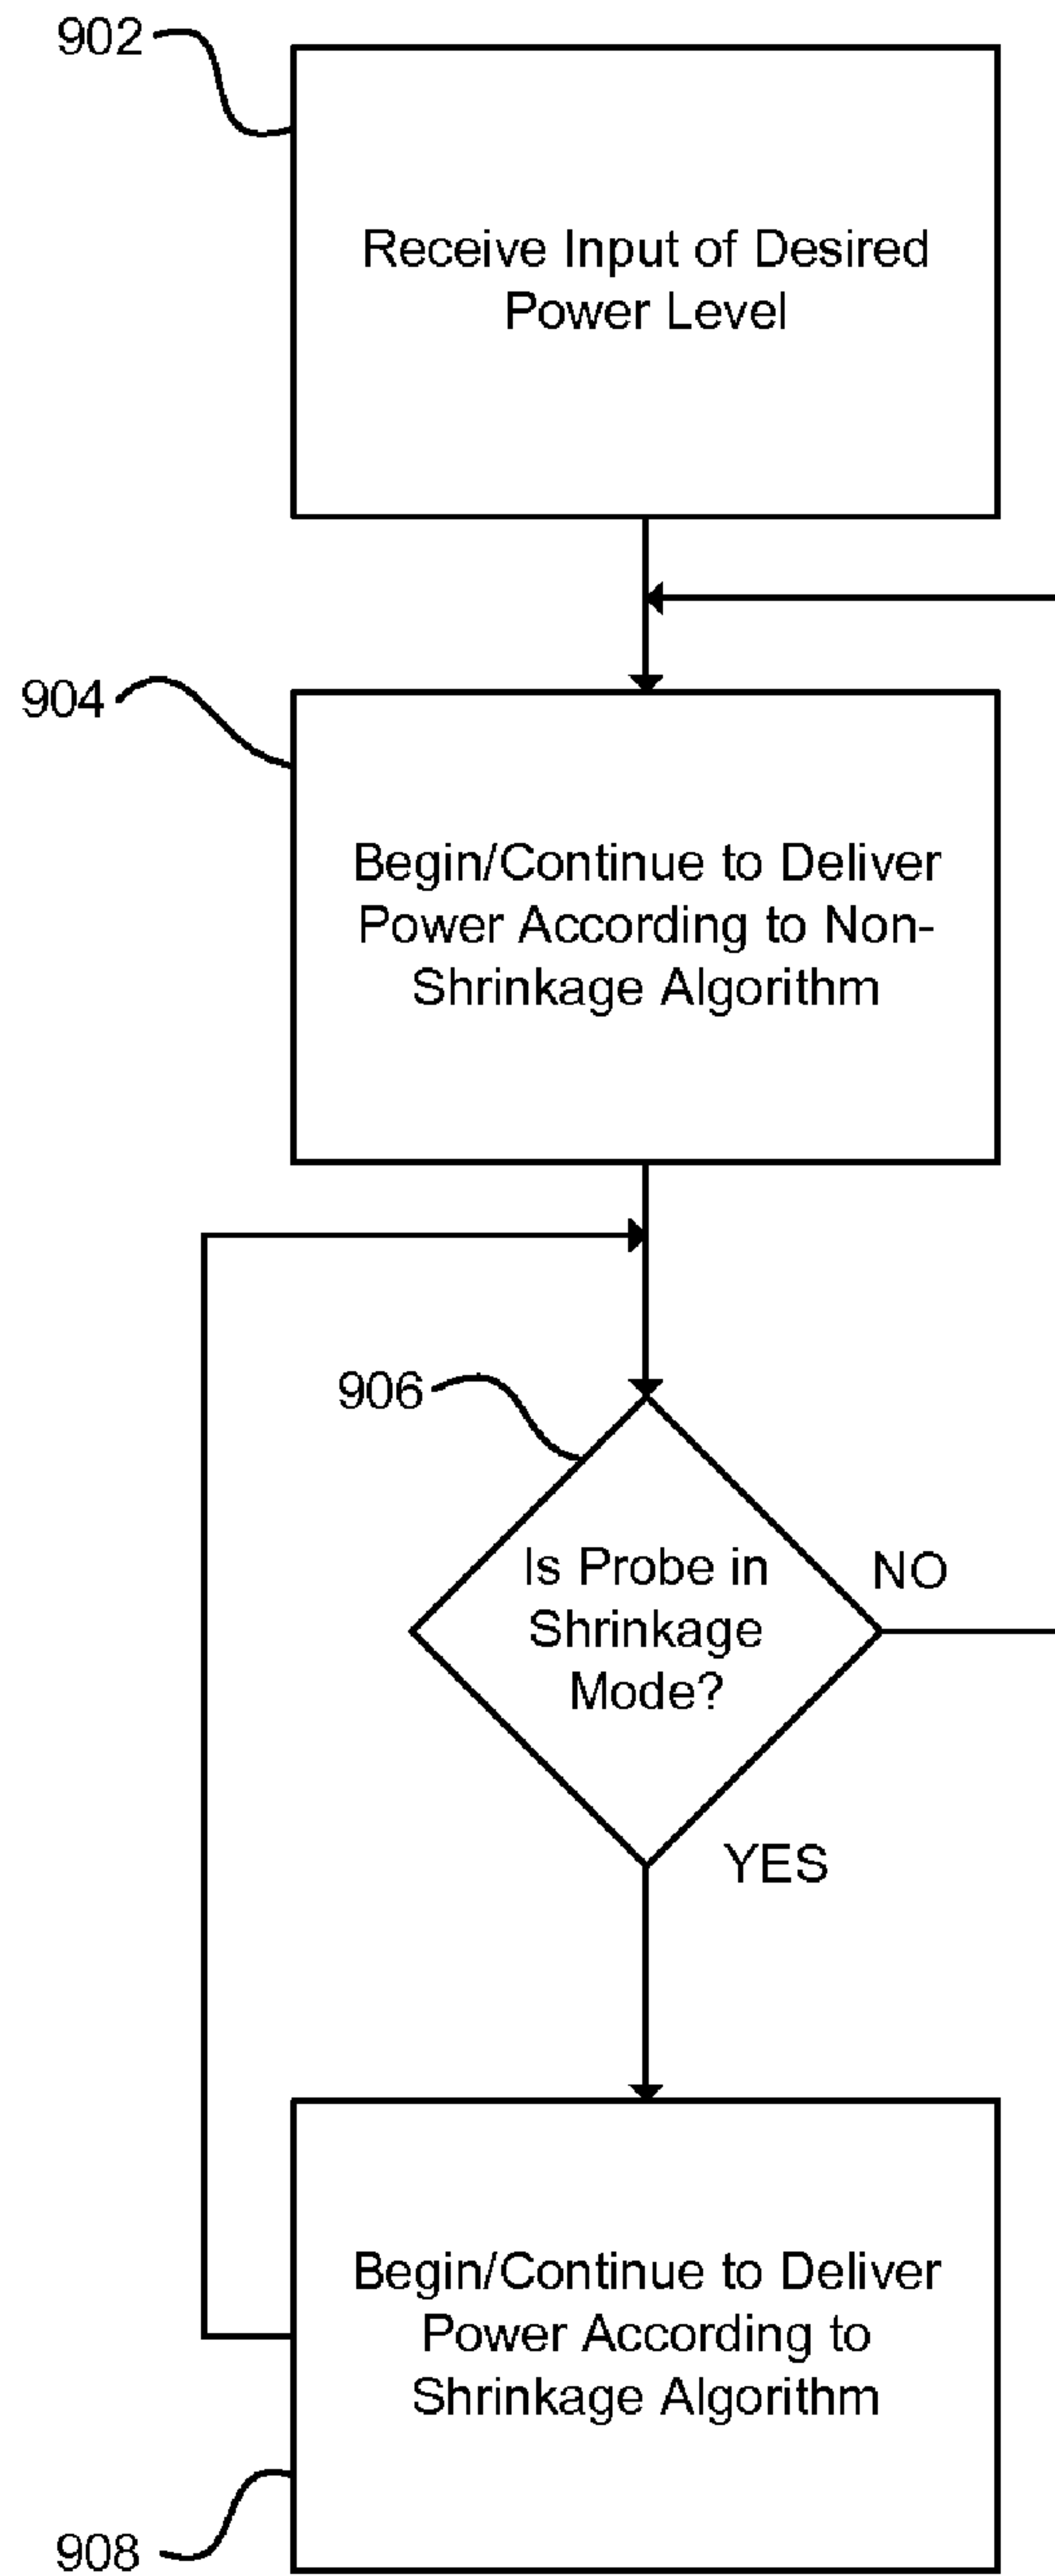 902
Receive Input of Desired
Power Level
904
Begin/Continue to Deliver
Power According to Non-
Shrinkage Algorithm
906
Is Probe in
Shrinkage
Mode?
NO
YES
Begin/Continue to Deliver
Power According to
Shrinkage Algorithm
908